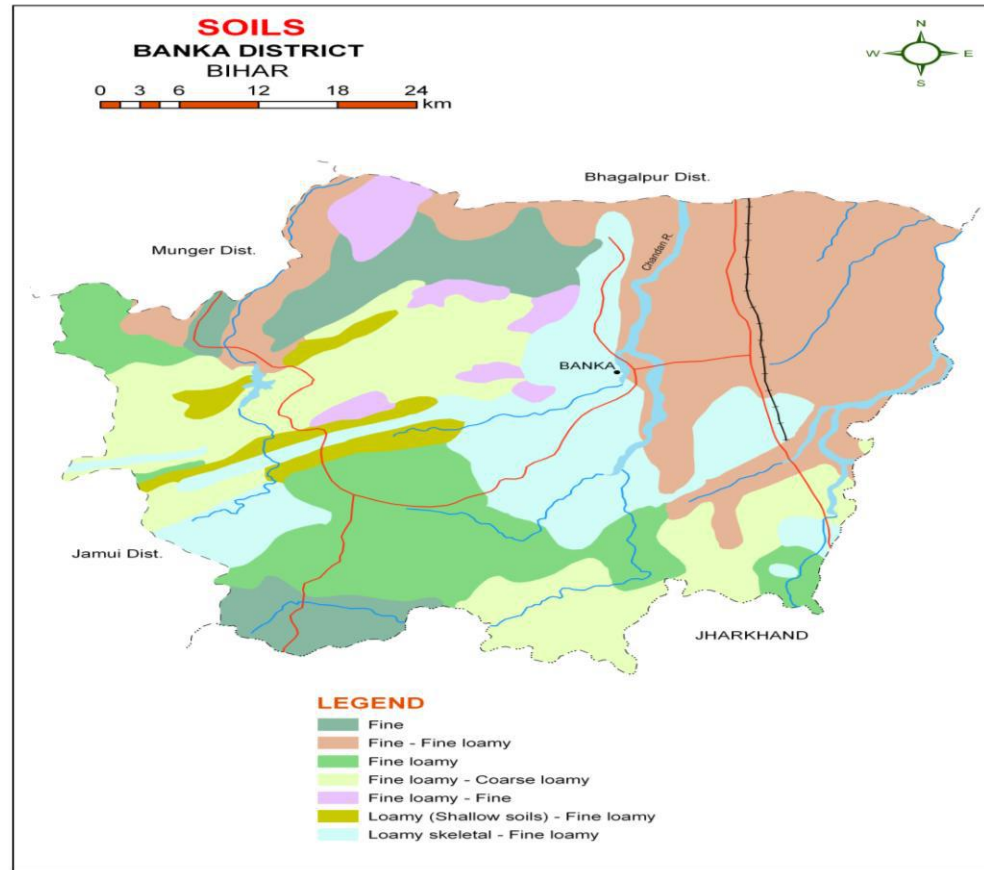 SOILS
BANKA DISTRICT
BIHAR
0 3 6 12 18 24
km
N
W E
S
Bhagalpur Dist.
Munger Dist.
Chandan R.
BANKA
Jamui Dist.
JHARKHAND
LEGEND
Fine
Fine - Fine loamy
Fine loamy
Fine loamy - Coarse loamy
Fine loamy - Fine
Loamy (Shallow soils) - Fine loamy
Loamy skeletal - Fine loamy